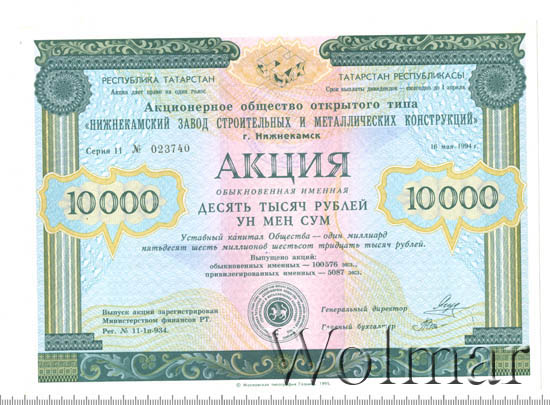 РЕСПУБЛИКА ТАТАРСТАН
ТАТАРСТАН РЕСПУБЛИКАСЫ
Акция дает право на один голос.
Срок выплаты дивидендов — ежегодно до 1 апреля.
Акционерное общество открытого типа
«НИЖНЕКАМСКИЙ ЗАВОД СТРОИТЕЛЬНЫХ И МЕТАЛЛИЧЕСКИХ КОНСТРУКЦИЙ»
г. Нижнекамск
Серия 11 № 023740
16 мая 1994 г.
АКЦИЯ
ОБЫКНОВЕННАЯ ИМЕННАЯ
10000
10000
ДЕСЯТЬ ТЫСЯЧ РУБЛЕЙ
УН МЕН СУМ
Уставный капитал Общества — один миллиард
пятьдесят шесть миллионов шестьсот тридцать тысяч рублей.
Выпущено акций:
обыкновенных именных — 100576 экз.,
привилегированных именных — 5087 экз.
Выпуск акций зарегистрирован
Министерством финансов РТ.
Рег. № 11-1п-934.
Генеральный директор
Главный бухгалтер
© Московская типография Гознака. 1993.
Wolmar